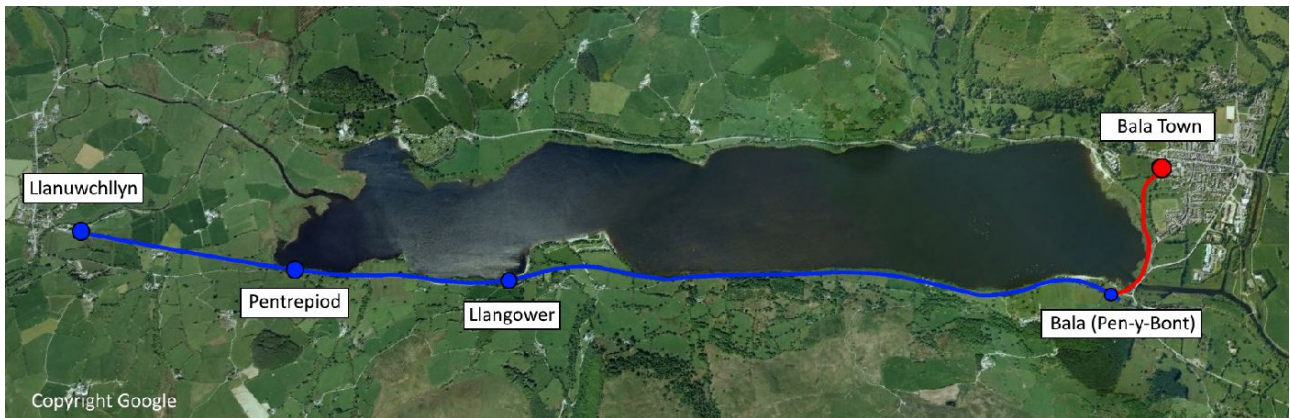 Bala Town
Llanuwchllyn
Pentrepiod
Llangower
Bala (Pen-y-Bont)
Copyright Google